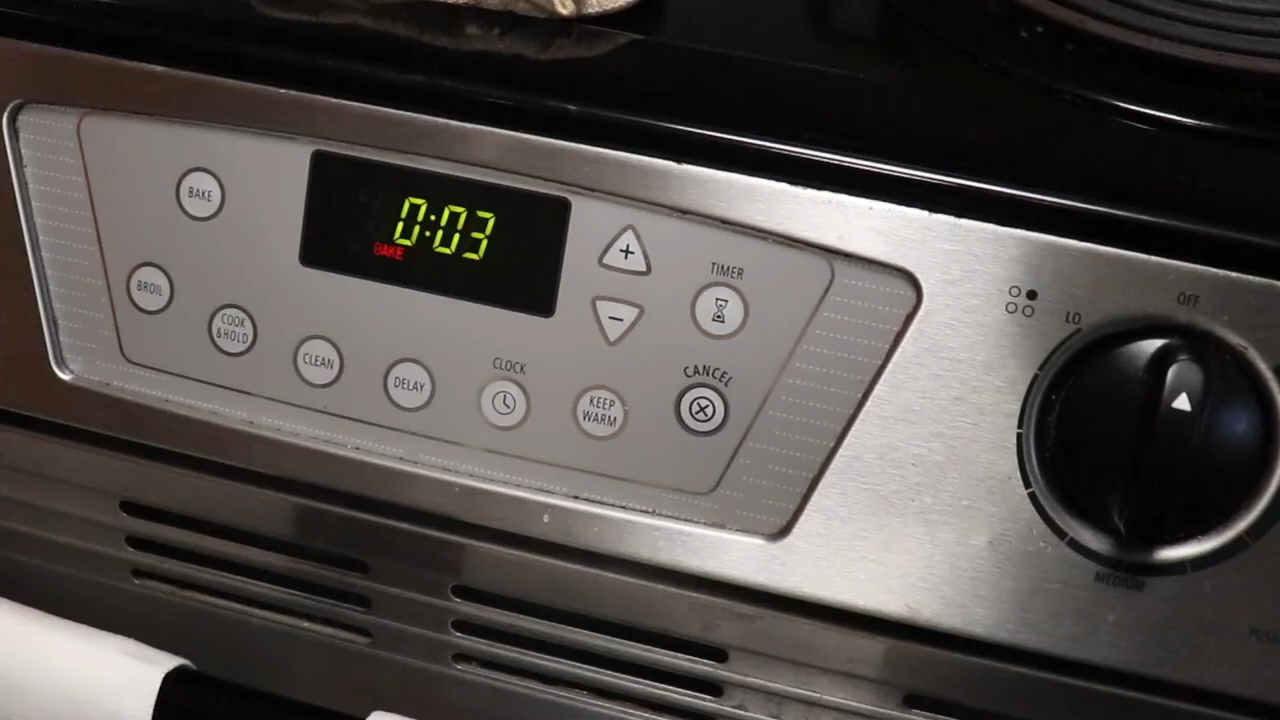 BAKE
0:03
BAKE
TIMER
BROIL
COOK
&HOLD
CLEAN
DELAY
CLOCK
KEEP
WARM
CANCEL
OFF
LO
MEDIUM